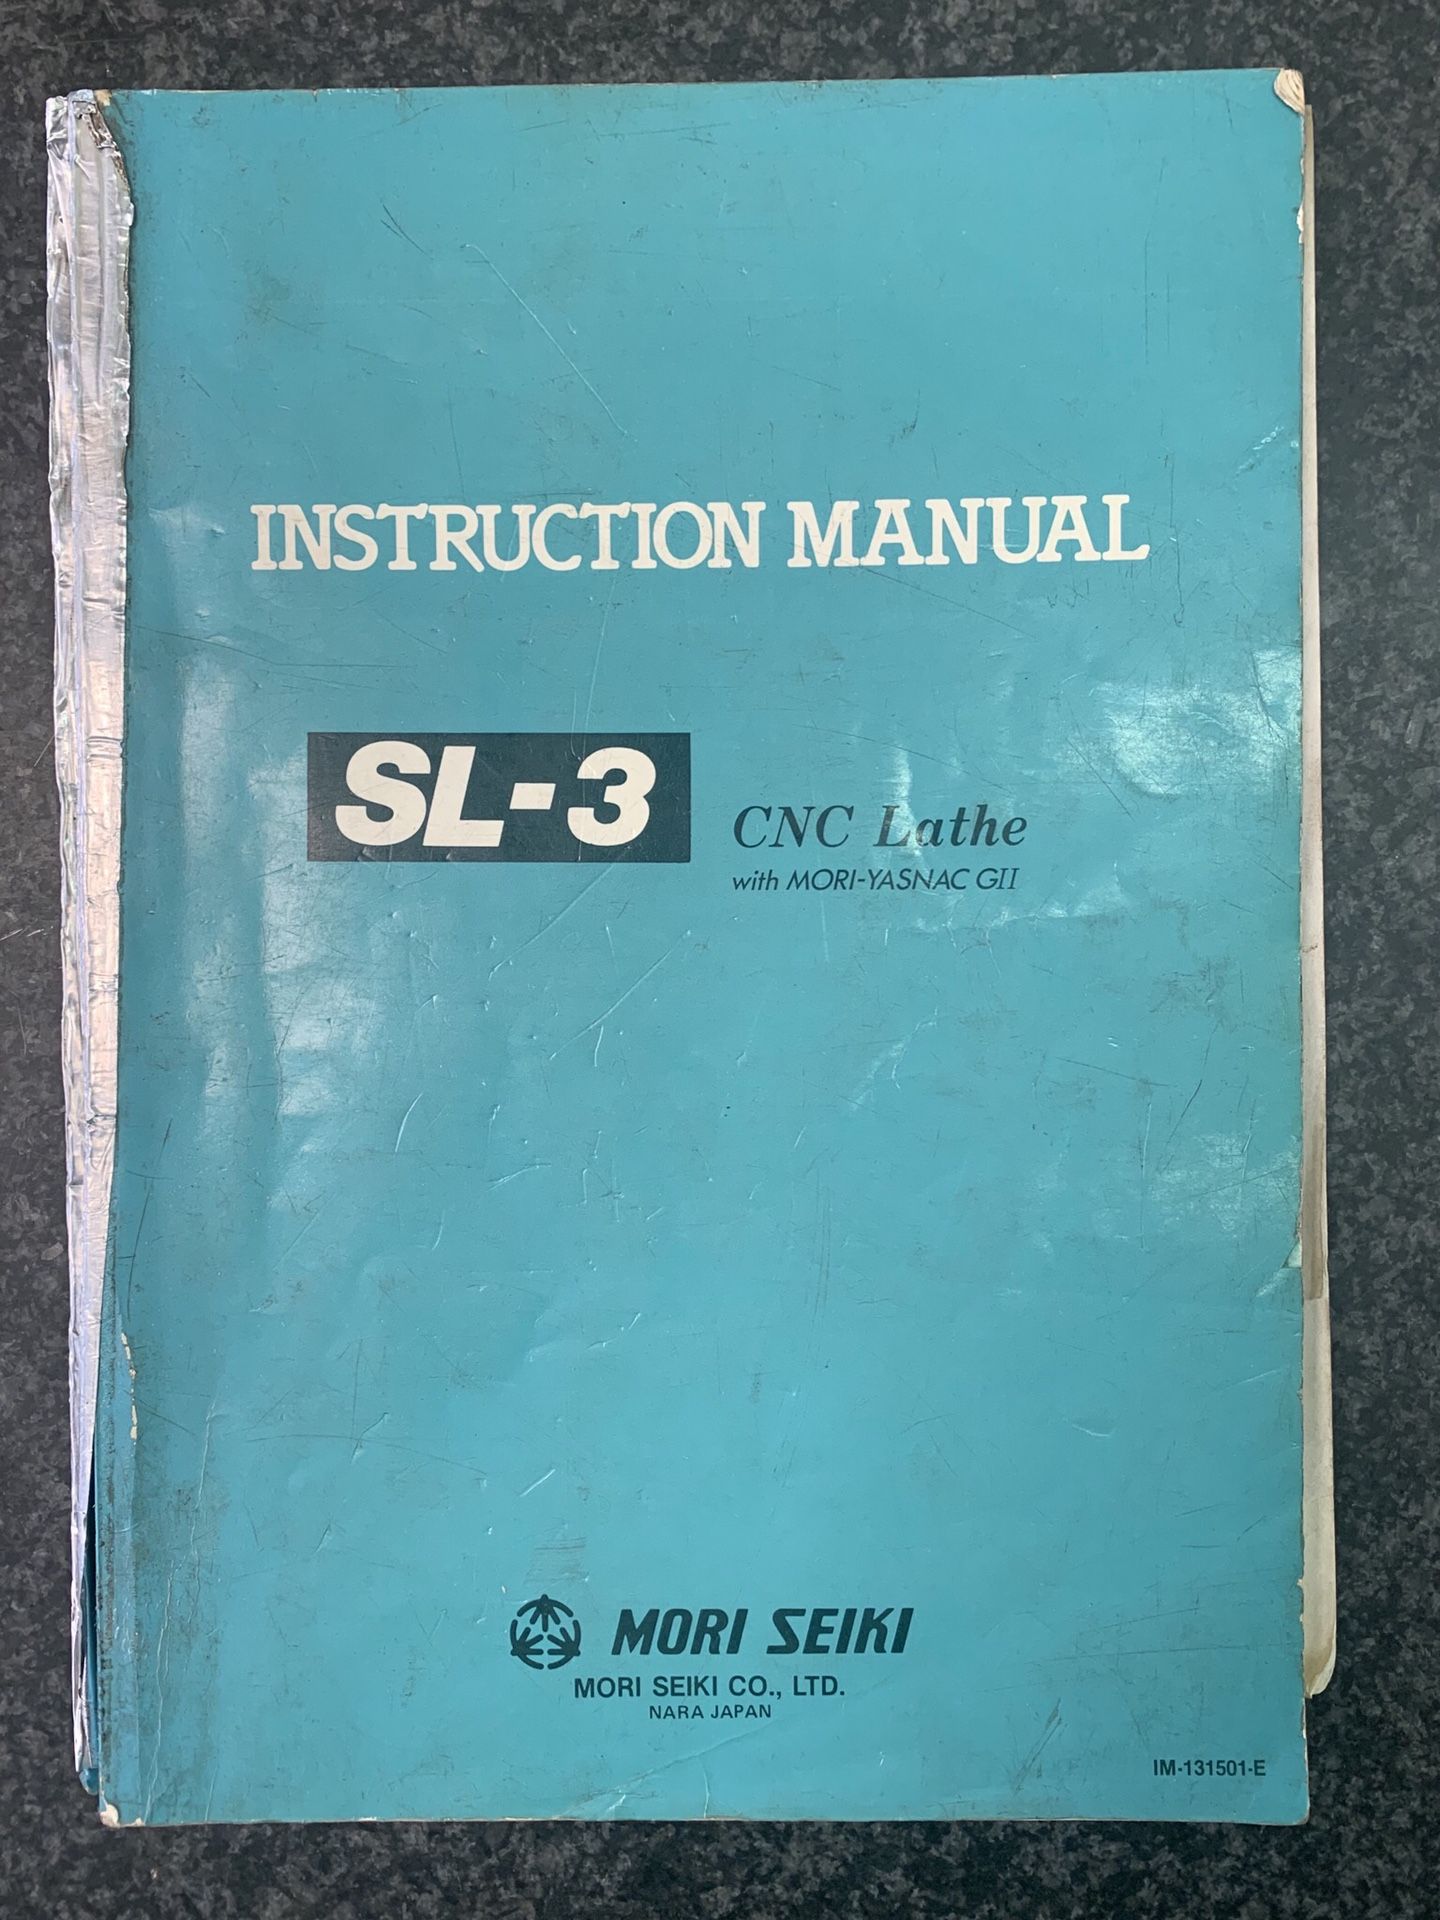 INSTRUCTION MANUAL
SL-3
CNC Lathe
with MORI-YASNAC GII
MORI SEIKI
MORI SEIKI CO., LTD.
NARA JAPAN
IM-131501-E